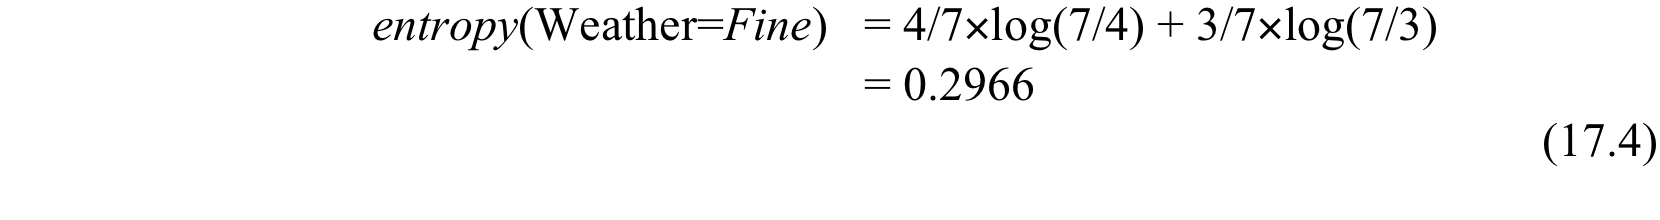 entropy(Weather=Fine) = 4/7×log(7/4) + 3/7×log(7/3)
= 0.2966
(17.4)